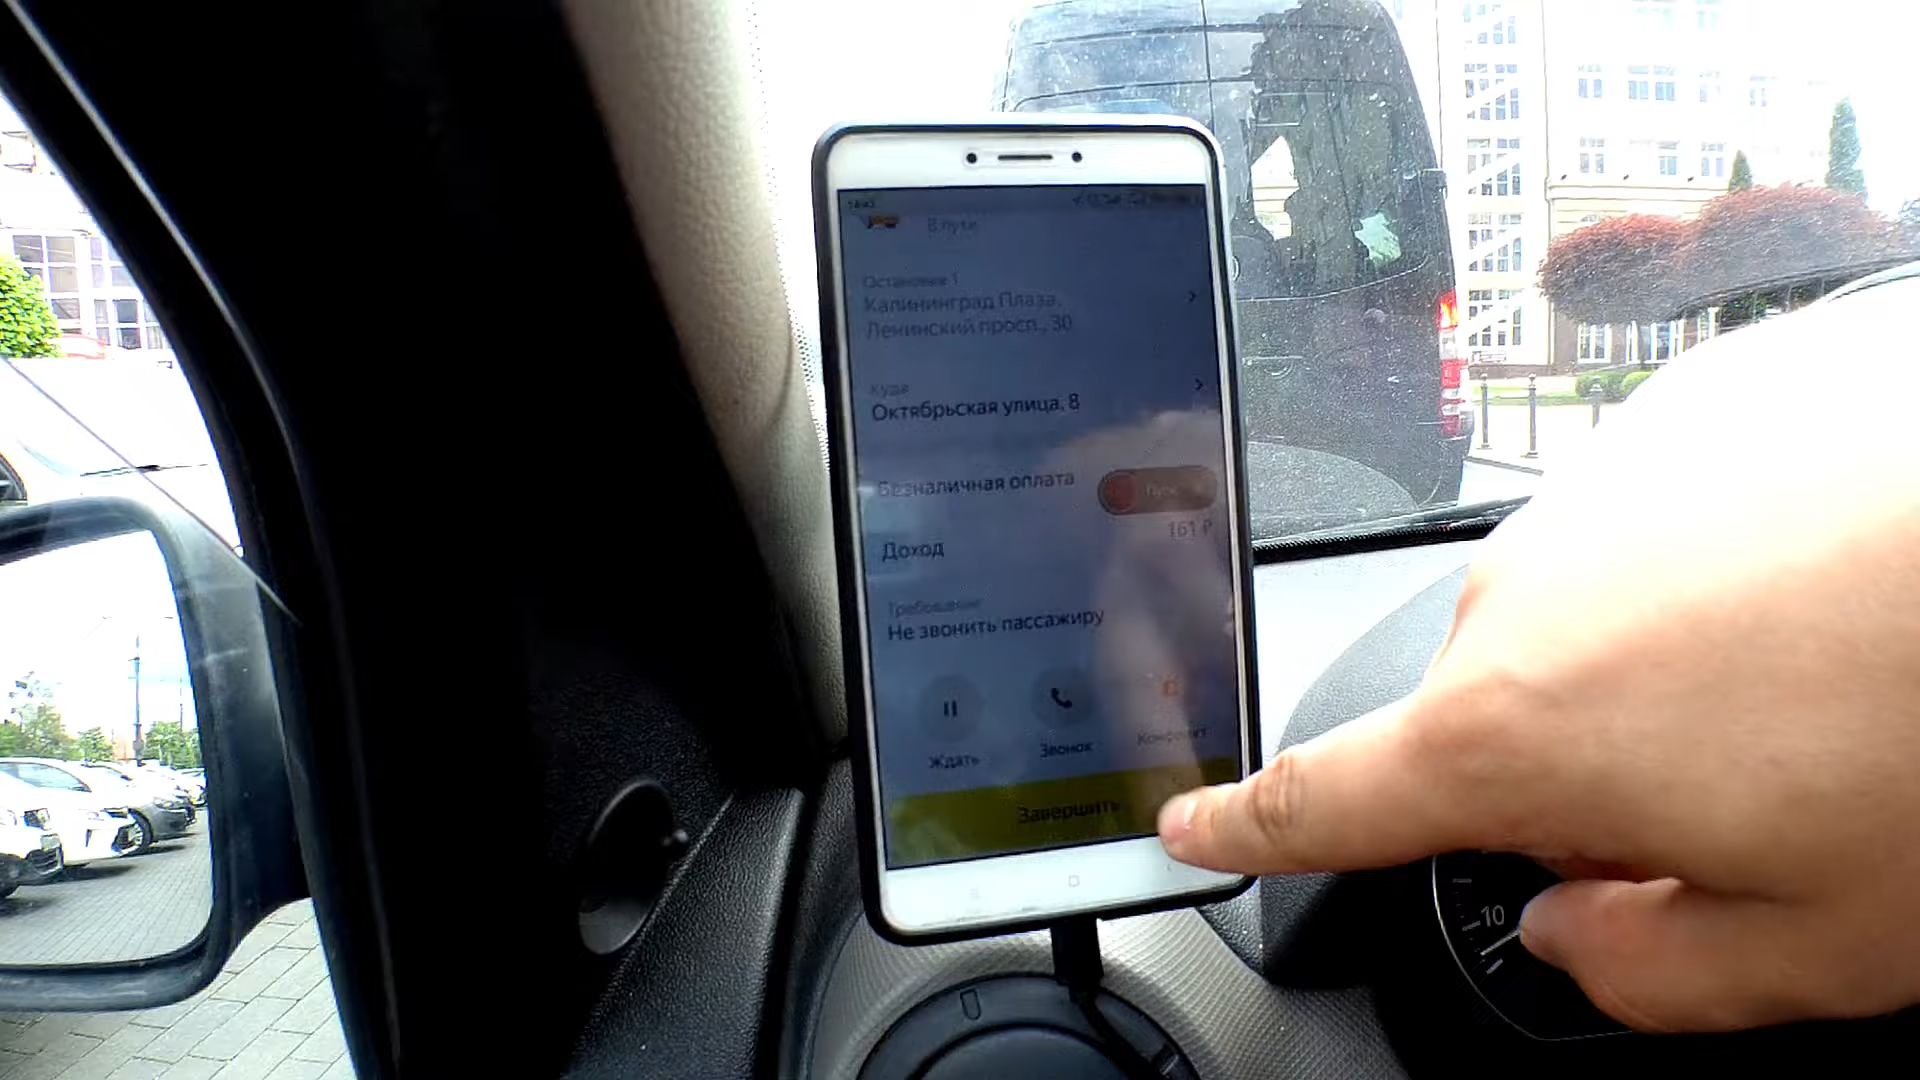 В пути
Остановка 1
Калининград Плаза,
Ленинский просп., 30
Куда
Октябрьская улица, 8
Безналичная оплата
161 ₽
Доход
Требования
Не звонить пассажиру
Ждать
Звонок
Конфликт
Завершить
10